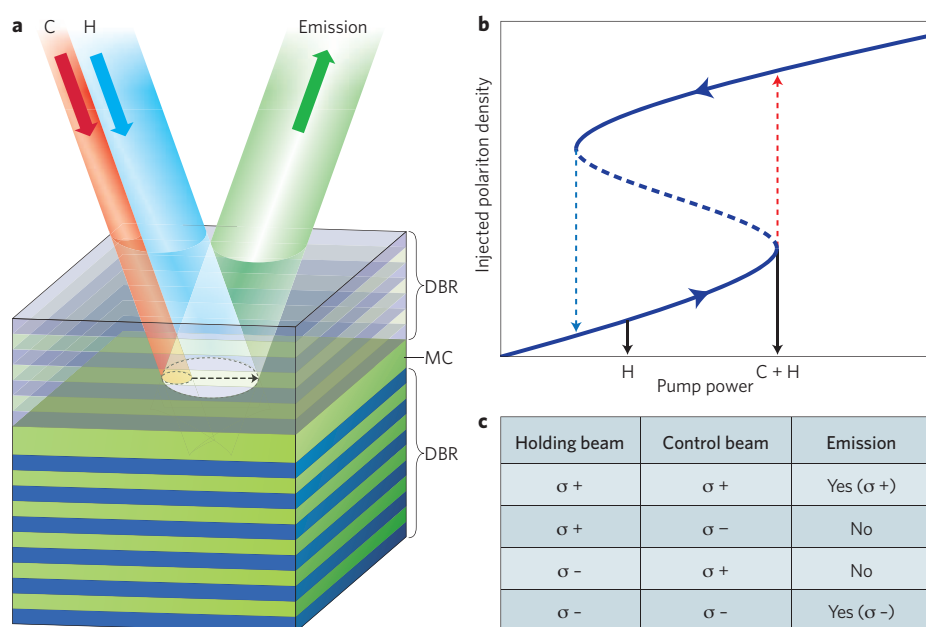 a
C H Emission
DBR
MC
DBR
b
Injected polariton density
H C + H
Pump power
c
Holding beam Control beam Emission
σ + σ + Yes (σ +)
σ + σ − No
σ − σ + No
σ − σ − Yes (σ −)